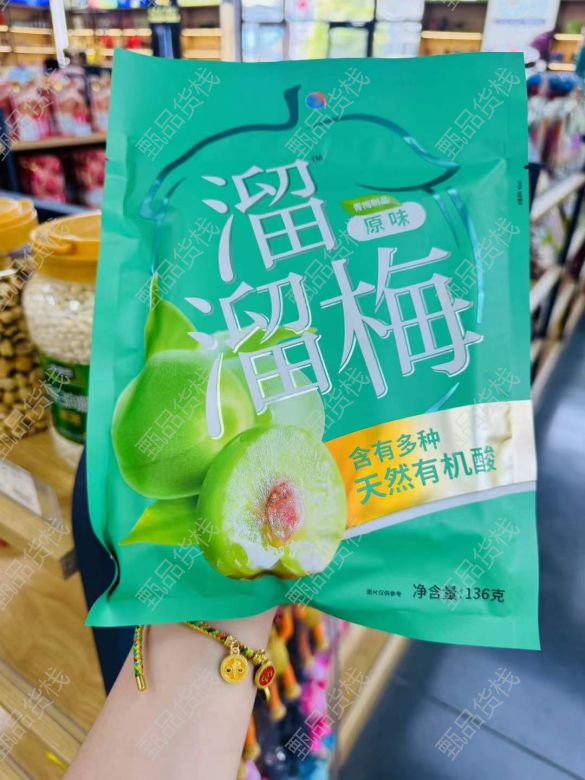 溜
溜梅
TM
青梅制品
原味
含有多种
天然有机酸
图片仅供参考
净含量:136克
甄品货栈